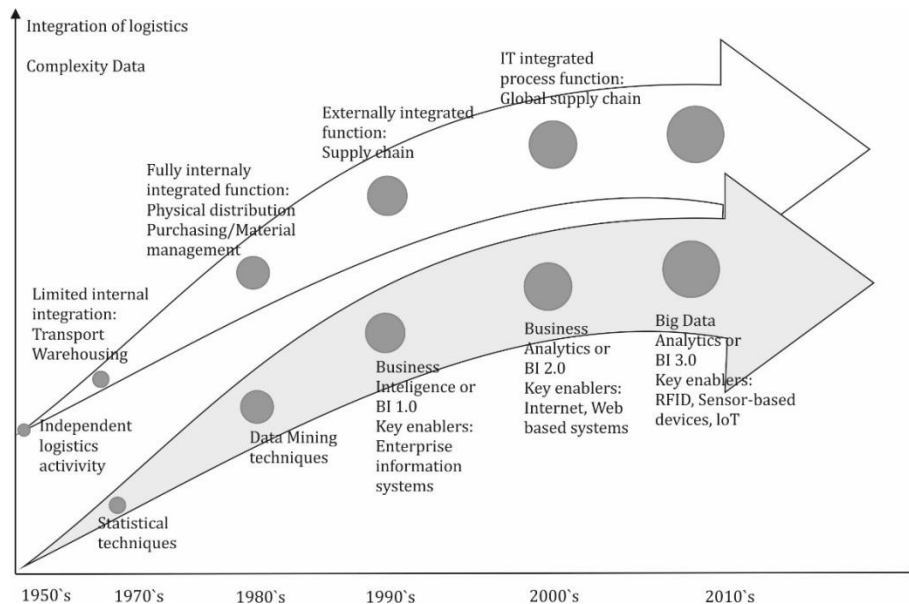 Integration of logistics
Complexity Data
IT integrated
process function:
Global supply chain
Externally integrated
function:
Supply chain
Fully internaly
integrated function:
Physical distribution
Purchasing/Material
management
Limited internal
integration:
Transport
Warehousing
Independent
logistics
activivity
Statistical
techniques
Data Mining
techniques
Business
Inteligence or
BI 1.0
Key enablers:
Enterprise
information
systems
Business
Analytics or
BI 2.0
Key enablers:
Internet, Web
based systems
Big Data
Analytics or
BI 3.0
Key enablers:
RFID, Sensor-based
devices, IoT
1950`s 1970`s 1980`s 1990`s 2000`s 2010`s